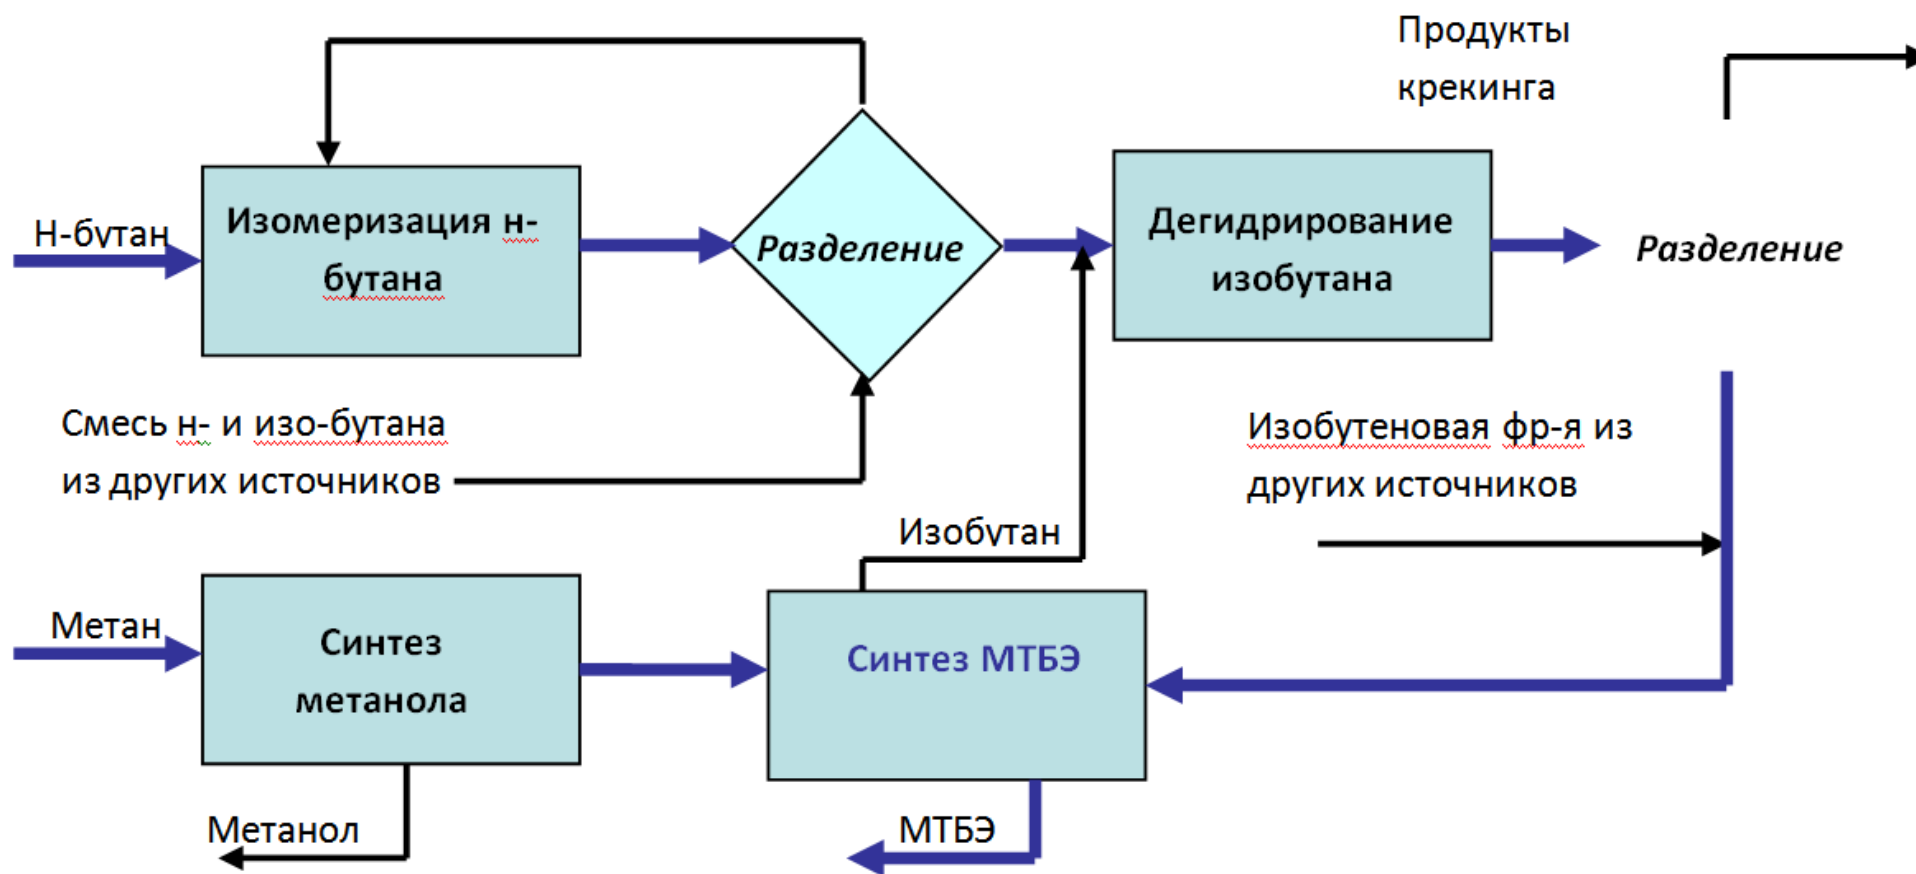 Продукты
крекинга
Н-бутан
Изомеризация н-
бутана
Разделение
Дегидрирование
изобутана
Разделение
Смесь н- и изо-бутана
из других источников
Изобутеновая фр-я из
других источников
Изобутан
Метан
Синтез
метанола
Синтез МТБЭ
Метанол
МТБЭ